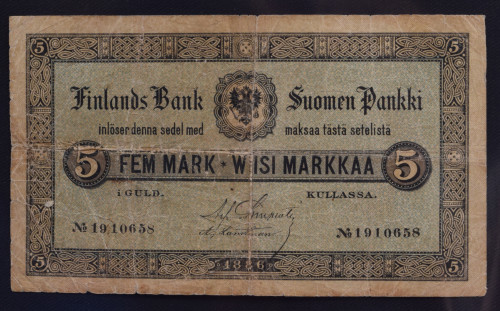 5 5
Finlands Bank Suomen Pankki
inlöser denna sedel med maksaa tästä setelistä
5 FEM MARK · WIISI MARKKAA 5
i GULD. KULLASSA.
№1910658 №1910658
5 1886 5